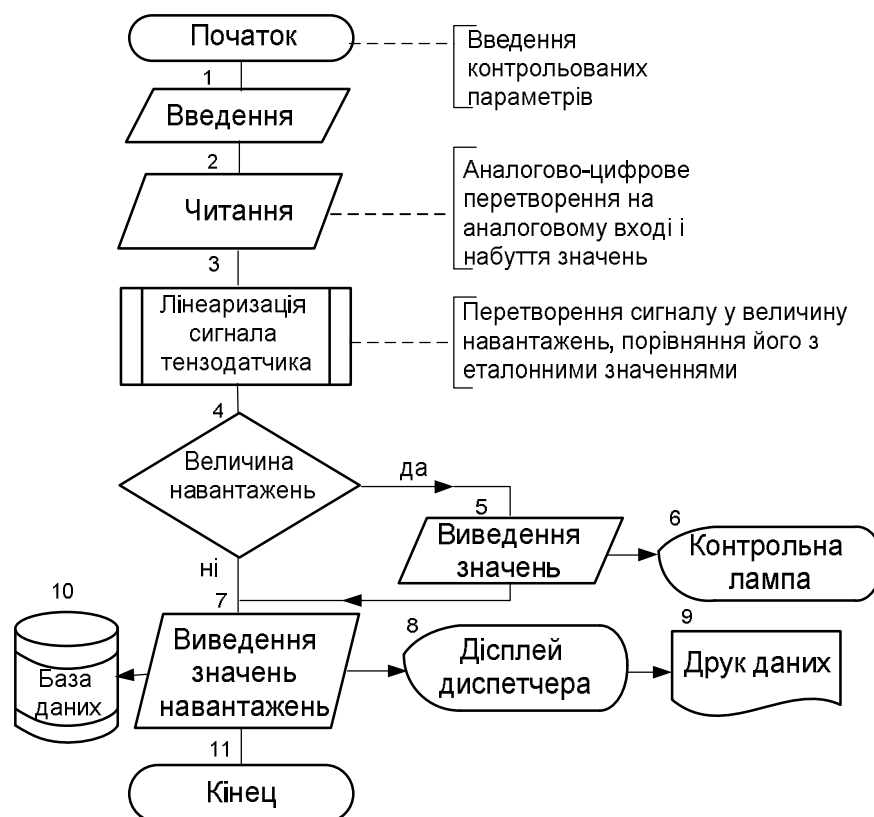 Початок
Введення
контрольованих
параметрів
1
Введення
2
Читання
Аналогово-цифрове
перетворення на
аналоговому вході і
набуття значень
3
Лінеаризація
сигнала
тензодатчика
Перетворення сигналу у величину
навантажень, порівняння його з
еталонними значеннями
4
Величина
навантажень
да
5
Виведення
значень
6
Контрольна
лампа
ні
7
Виведення
значень
навантажень
10
База
даних
8
Дісплей
диспетчера
9
Друк даних
11
Кінец